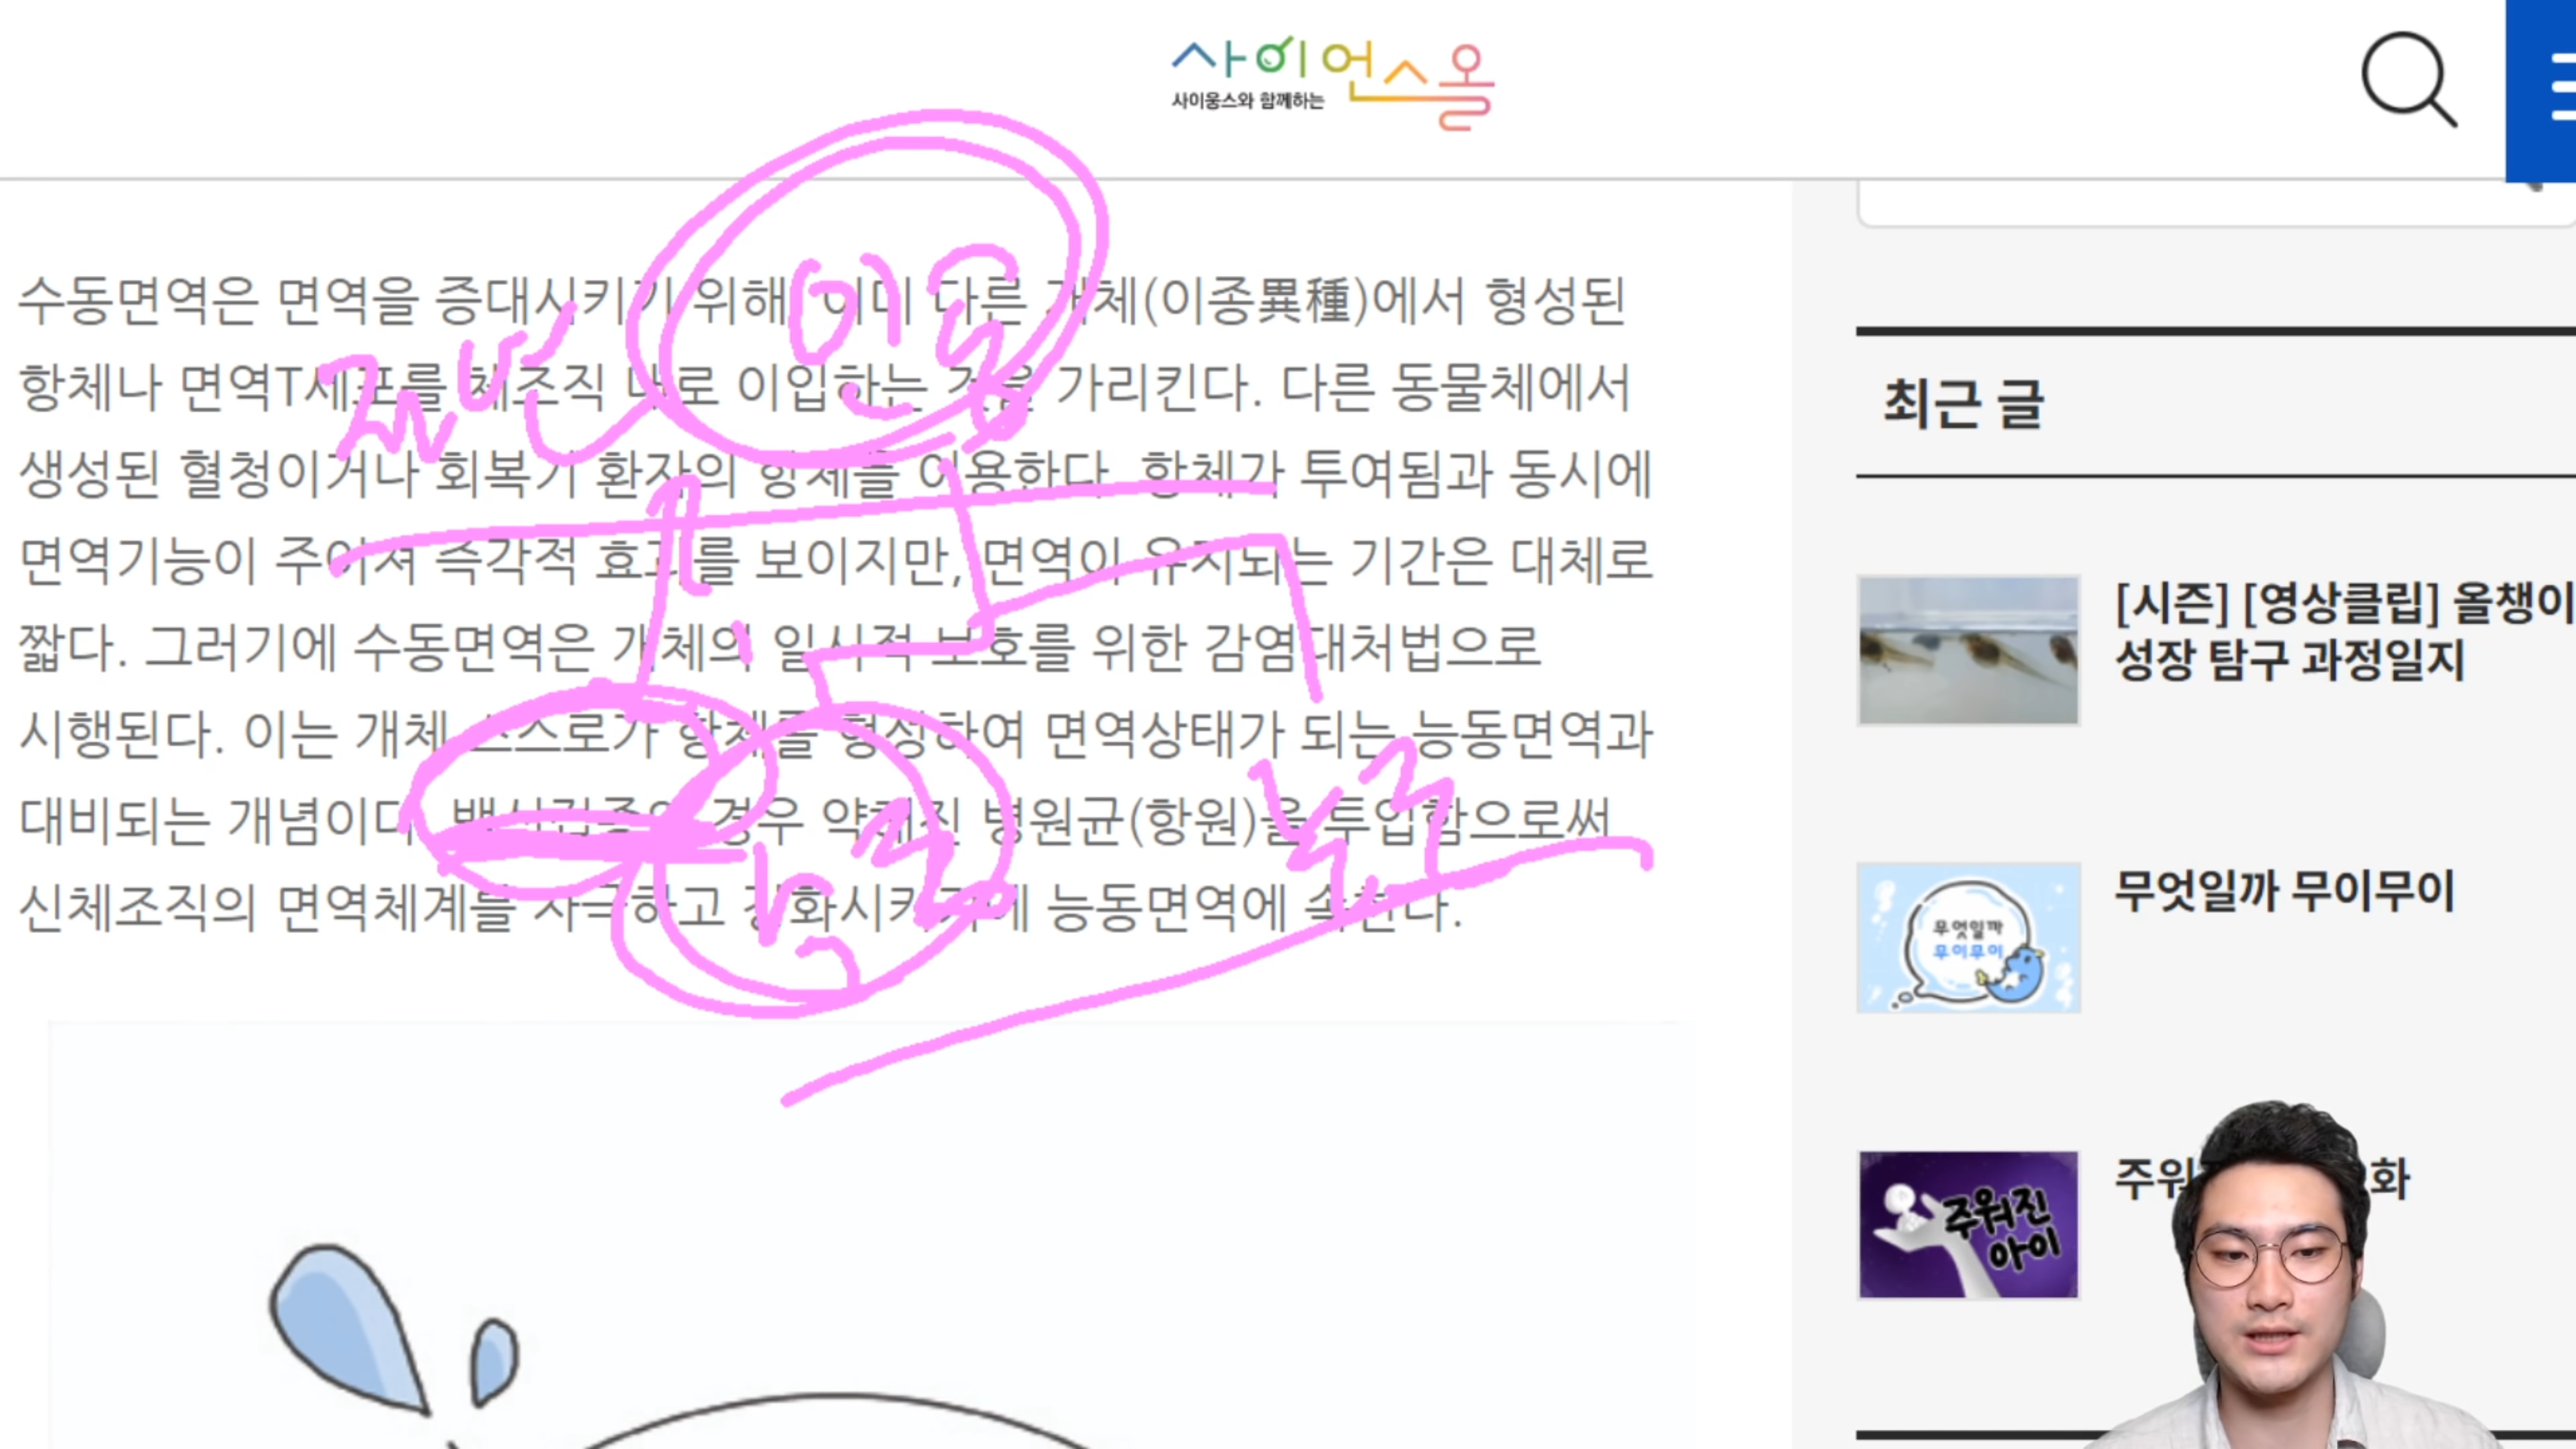 사이언스올
사이웅스와 함께하는
수동면역은 면역을 증대시키기 위해 이미 다른 개체(이종異種)에서 형성된
항체나 면역T세포를 체조직 내로 이입하는 것을 가리킨다. 다른 동물체에서
생성된 혈청이거나 회복기 환자의 항체를 이용한다. 항체가 투여됨과 동시에
면역기능이 주어져 즉각적 효과를 보이지만, 면역이 유지되는 기간은 대체로
짧다. 그러기에 수동면역은 개체의 일시적 보호를 위한 감염대처법으로
시행된다. 이는 개체 스스로가 항체를 형성하여 면역상태가 되는 능동면역과
대비되는 개념이다. 백신접종의 경우 약해진 병원균(항원)을 투입함으로써
신체조직의 면역체계를 자극하고 강화시키기에 능동면역에 속한다.
최근 글
[시즌] [영상클립] 올챙이
성장 탐구 과정일지
무엇일까
무이무이
무엇일까 무이무이
주워진
아이
화